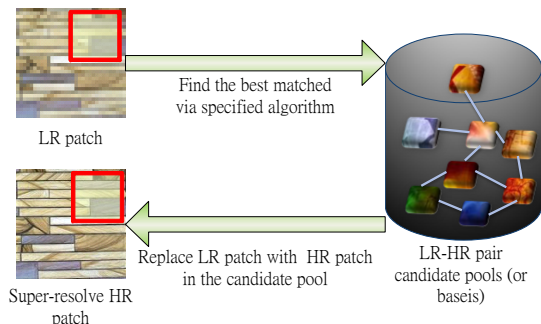 Find the best matched
via specified algorithm
LR patch
Replace LR patch with HR patch
in the candidate pool
LR-HR pair
candidate pools (or
baseis)
Super-resolve HR
patch